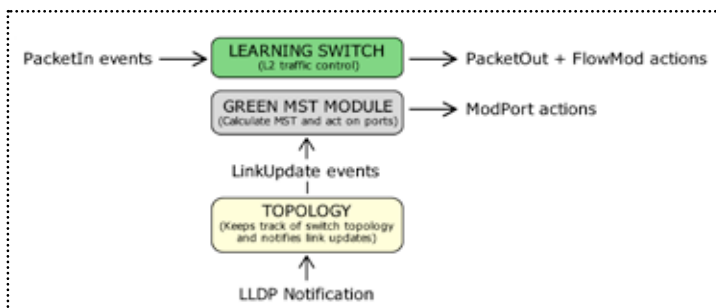 PacketIn events
LEARNING SWITCH
(L2 traffic control)
PacketOut + FlowMod actions
GREEN MST MODULE
(Calculate MST and act on ports)
ModPort actions
LinkUpdate events
TOPOLOGY
(Keeps track of switch topology
and notifies link updates)
LLDP Notification